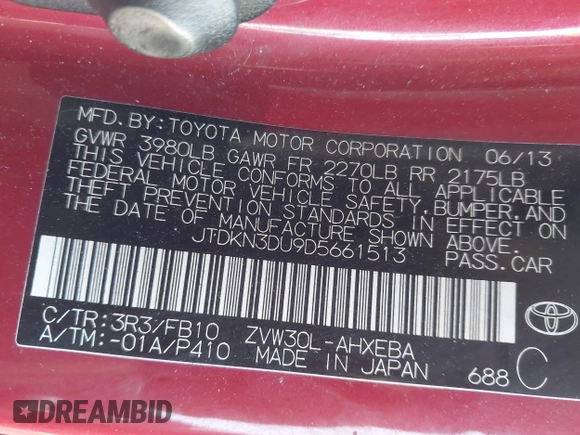 MFD. BY: TOYOTA MOTOR CORPORATION 06/13
GVWR 3980LB GAWR FR 2270LB RR 2175LB
THIS VEHICLE CONFORMS TO ALL APPLICABLE
FEDERAL MOTOR VEHICLE SAFETY, BUMPER, AND
THEFT PREVENTION STANDARDS IN EFFECT ON
THE DATE OF MANUFACTURE SHOWN ABOVE.
JTDKN3DU9D5661513 PASS. CAR
C/TR: 3R3/FB10 ZVW30L-AHXEBA
A/TM: -01A/P410 MADE IN JAPAN 688 C
TOYOTA
DREAMBID